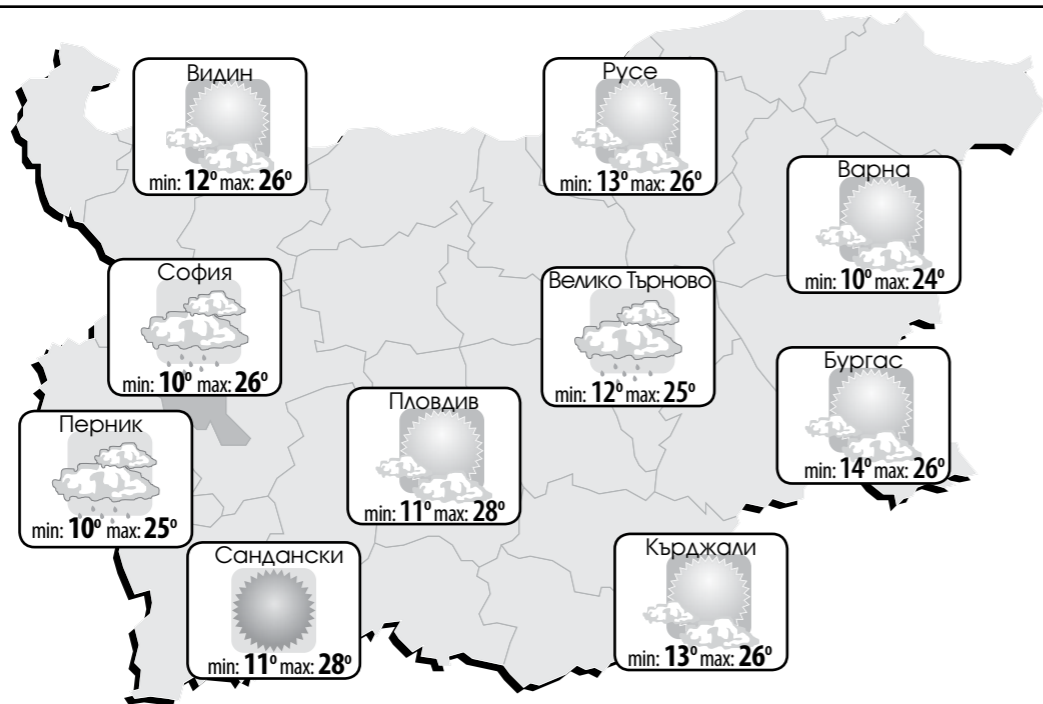 Видин
min: 12° max: 26°
Русе
min: 13° max: 26°
Варна
min: 10° max: 24°
София
min: 10° max: 26°
Велико Търново
min: 12° max: 25°
Бургас
min: 14° max: 26°
Пловдив
min: 11° max: 28°
Перник
min: 10° max: 25°
Сандански
min: 11° max: 28°
Кърджали
min: 13° max: 26°